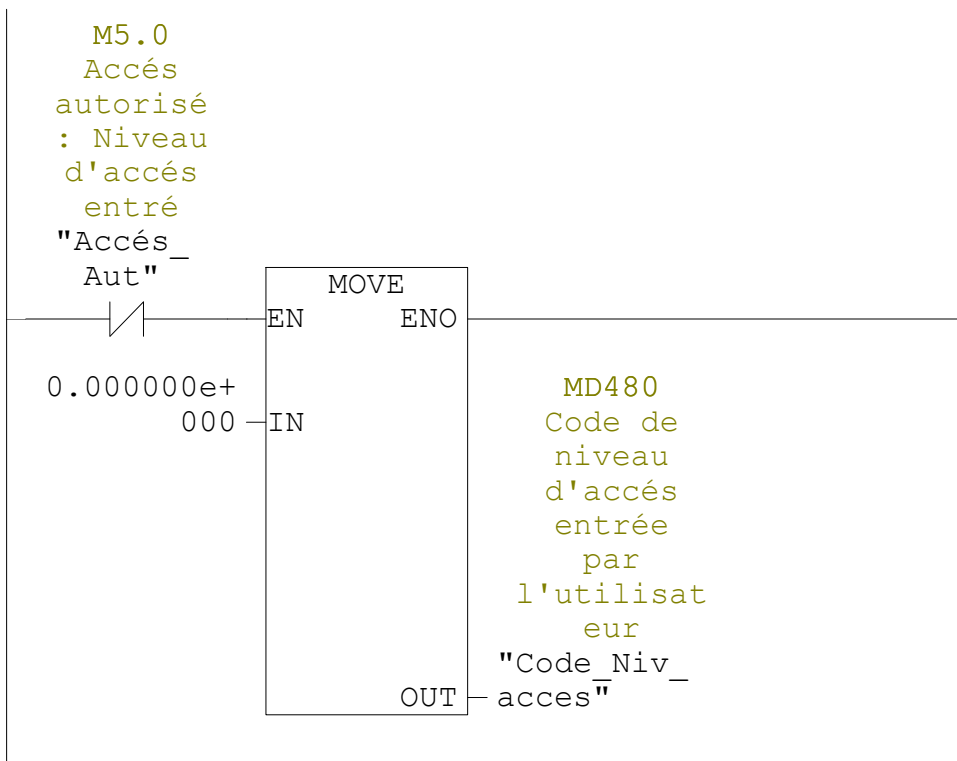 M5.0
Accés
autorisé
: Niveau
d'accés
entré
"Accés_
Aut"
MOVE
EN ENO
0.000000e+
000
IN
MD480
Code de
niveau
d'accés
entrée
par
l'utilisat
eur
"Code_Niv_
OUT
acces"